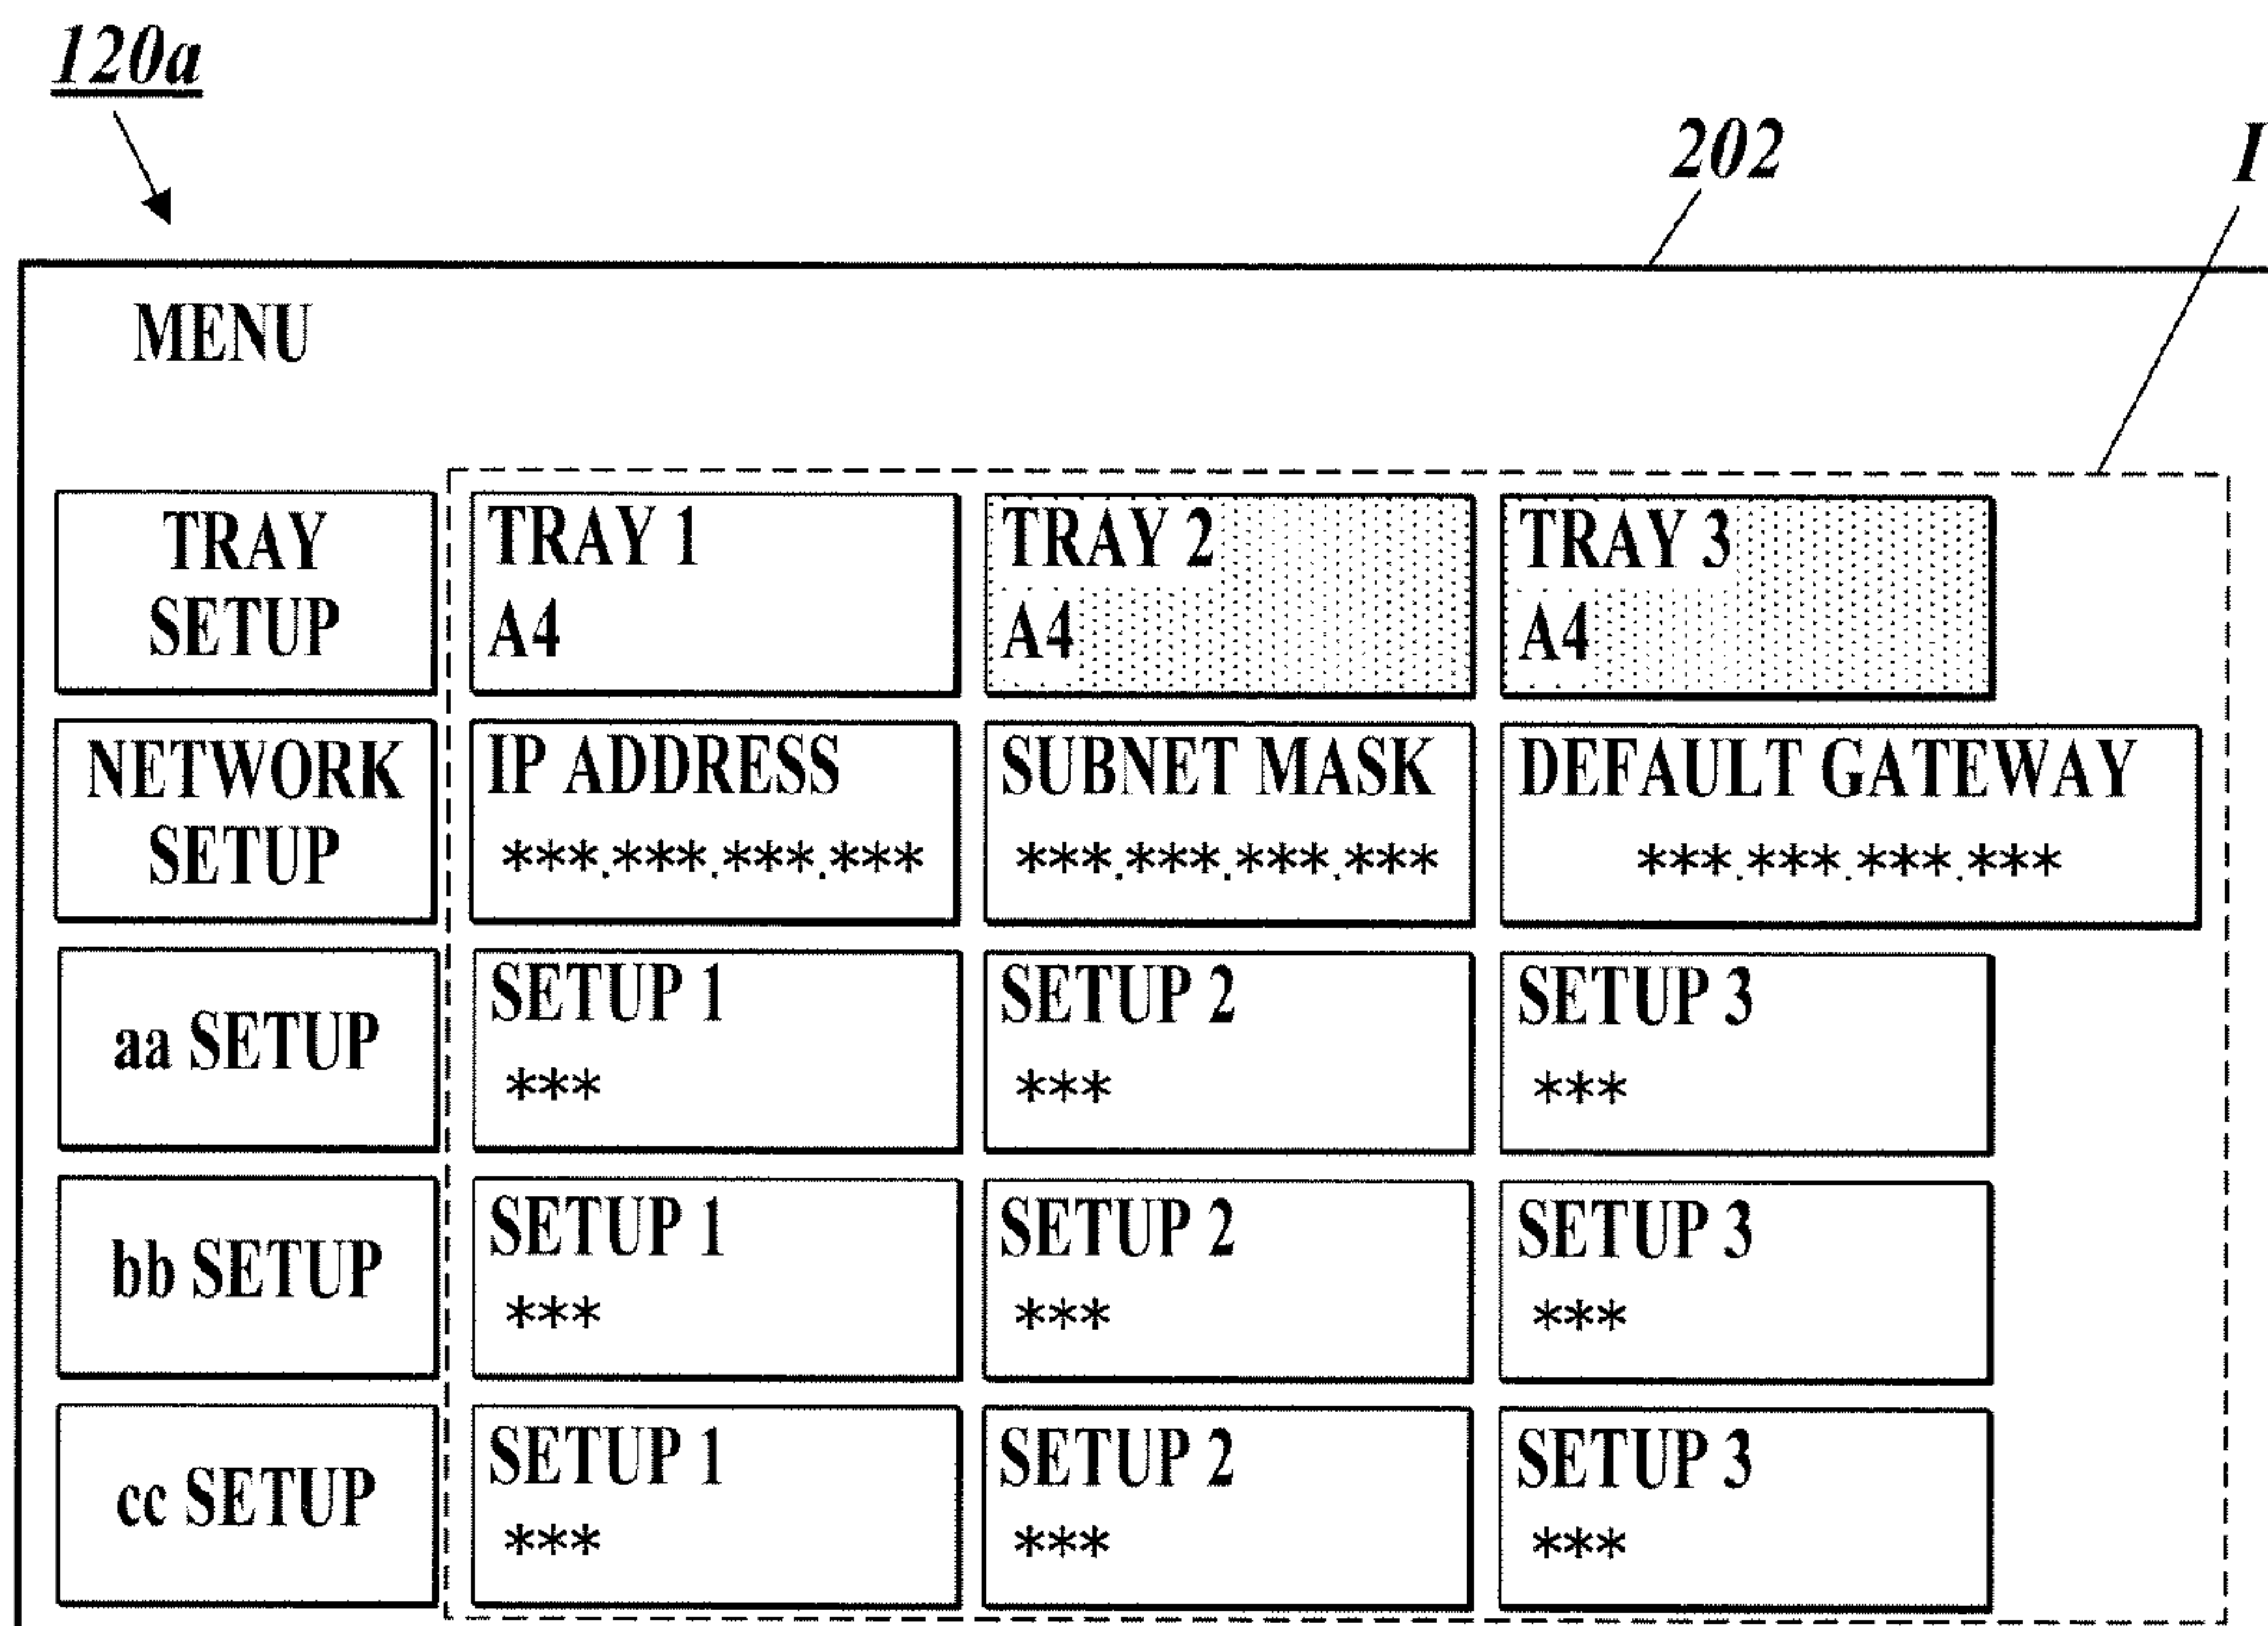 120a
202
I
MENU
TRAY
SETUP
TRAY 1
A4
TRAY 2
A4
TRAY 3
A4
NETWORK
SETUP
IP ADDRESS
***.***.***.***
SUBNET MASK
***.***.***.***
DEFAULT GATEWAY
***.***.***.***
aa SETUP
SETUP 1
***
SETUP 2
***
SETUP 3
***
bb SETUP
SETUP 1
***
SETUP 2
***
SETUP 3
***
cc SETUP
SETUP 1
***
SETUP 2
***
SETUP 3
***